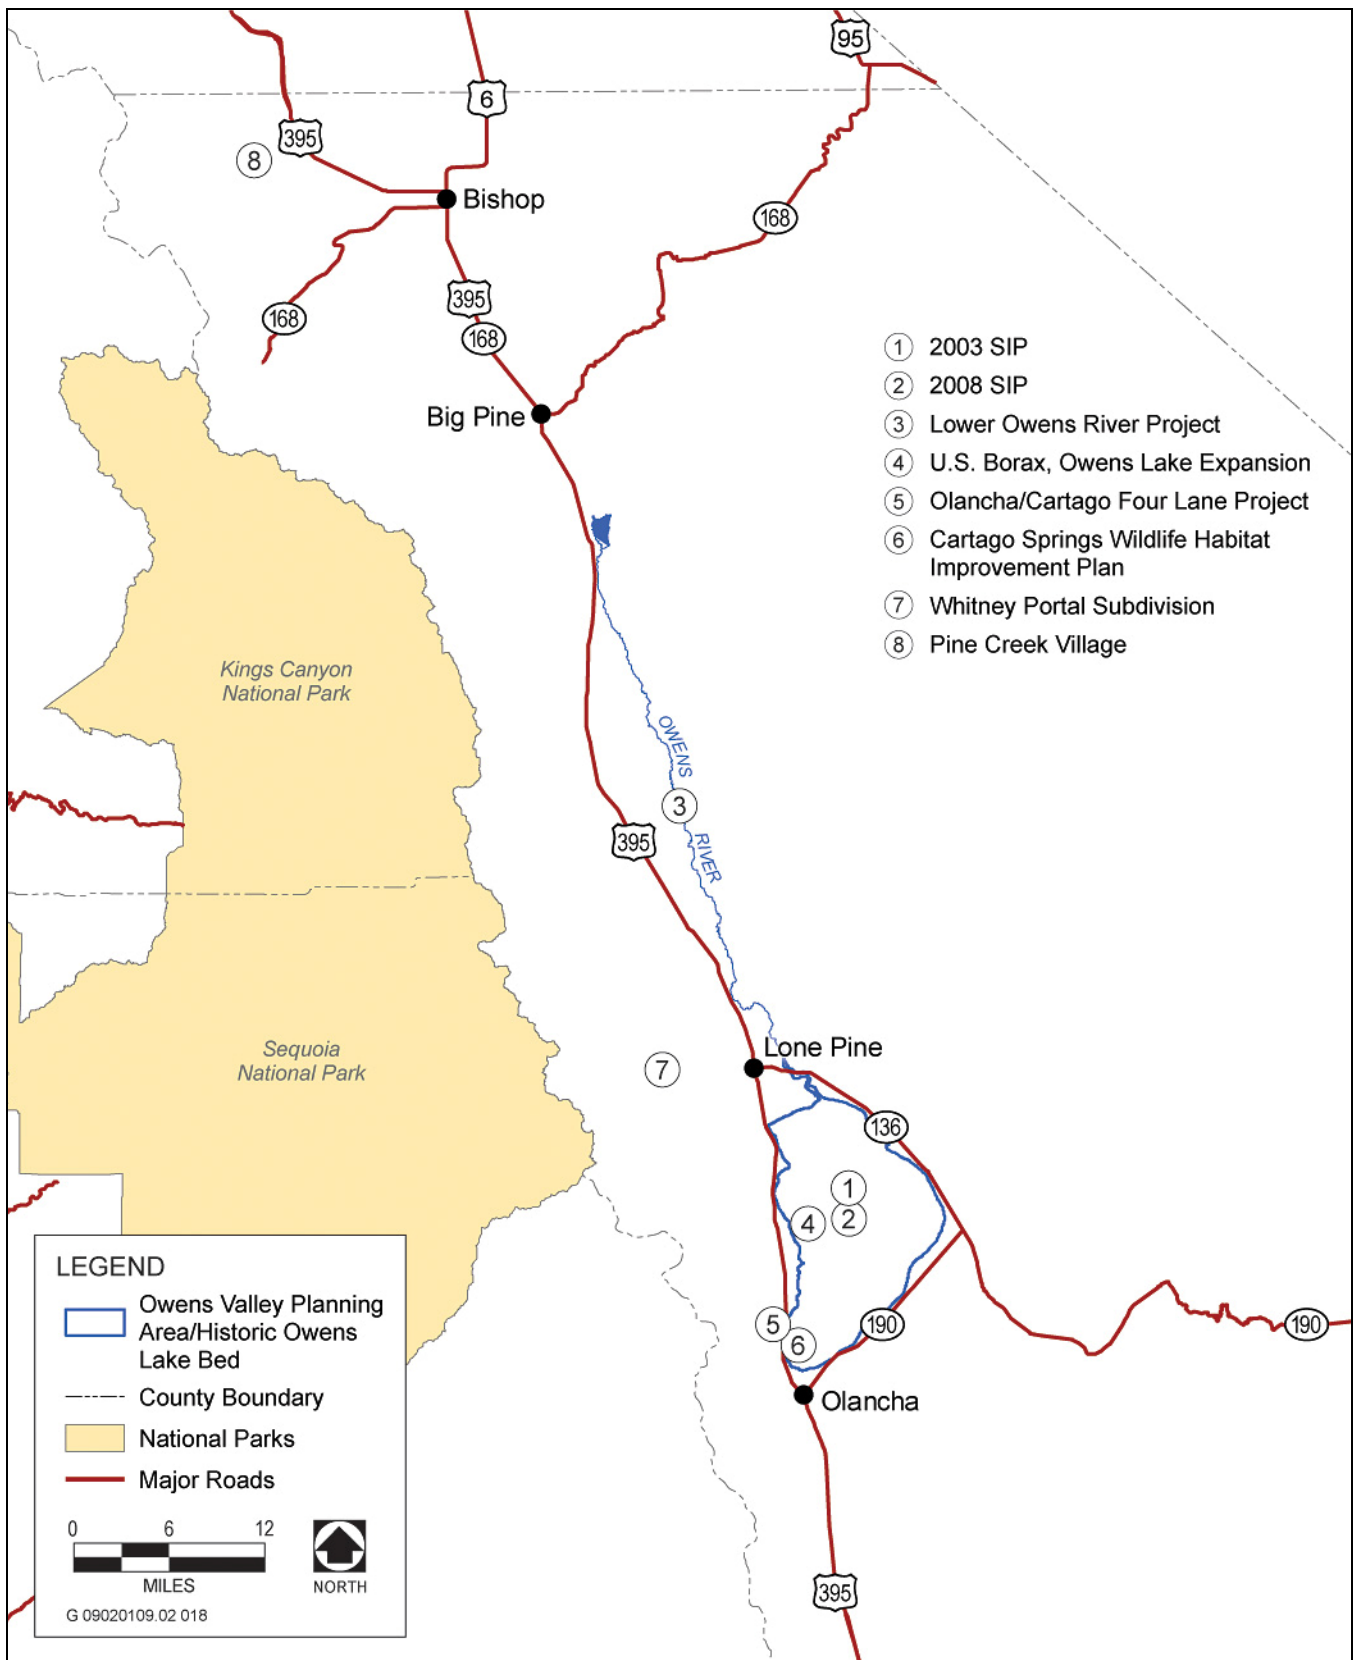 95
6
395
8
Bishop
168
395
168
168
Big Pine
1 2003 SIP
2 2008 SIP
3 Lower Owens River Project
4 U.S. Borax, Owens Lake Expansion
5 Olancha/Cartago Four Lane Project
6 Cartago Springs Wildlife Habitat
Improvement Plan
7 Whitney Portal Subdivision
8 Pine Creek Village
Kings Canyon
National Park
OWENS
3
RIVER
395
Sequoia
National Park
Lone Pine
7
136
1
2
4
5
6
190
190
Olancha
395
LEGEND
Owens Valley Planning
Area/Historic Owens
Lake Bed
County Boundary
National Parks
Major Roads
0 6 12
MILES
NORTH
G 09020109.02 018